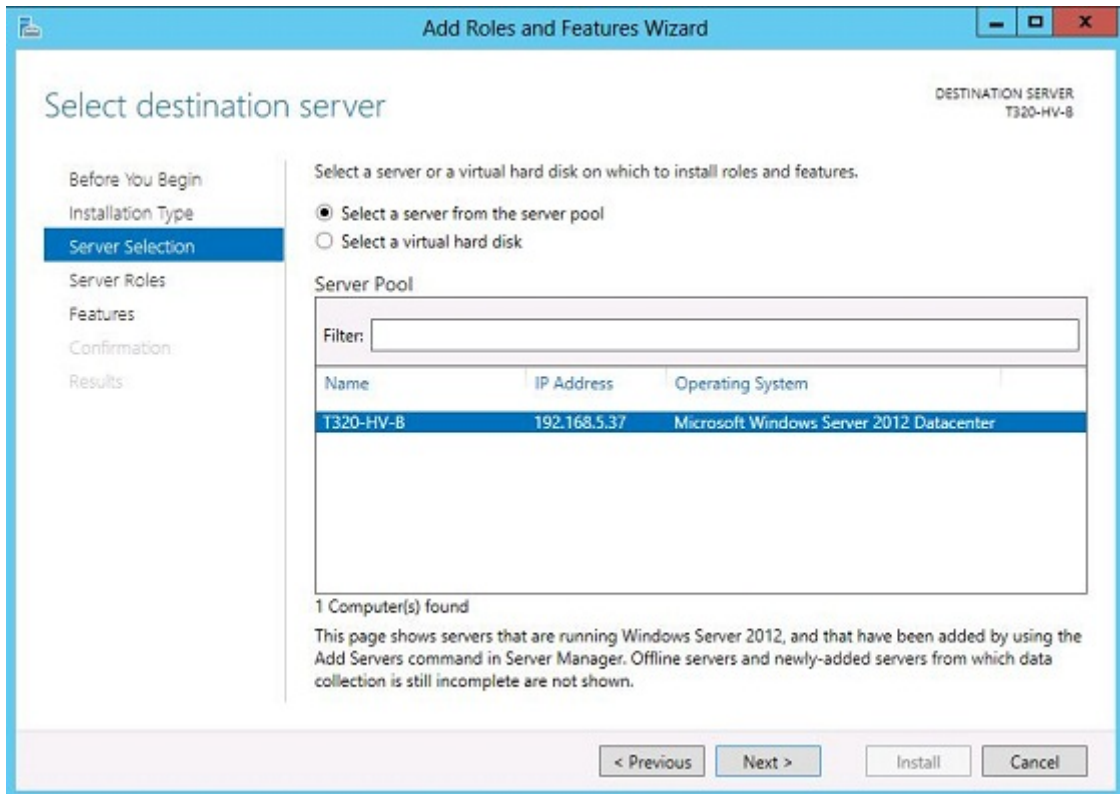 Add Roles and Features Wizard
Select destination server
DESTINATION SERVER
T320-HV-B
Before You Begin
Installation Type
Server Selection
Server Roles
Features
Confirmation
Results
Select a server or a virtual hard disk on which to install roles and features.
Select a server from the server pool
Select a virtual hard disk
Server Pool
Filter:
Name IP Address Operating System
T320-HV-B 192.168.5.37 Microsoft Windows Server 2012 Datacenter
1 Computer(s) found
This page shows servers that are running Windows Server 2012, and that have been added by using the
Add Servers command in Server Manager. Offline servers and newly-added servers from which data
collection is still incomplete are not shown.
< Previous Next > Install Cancel